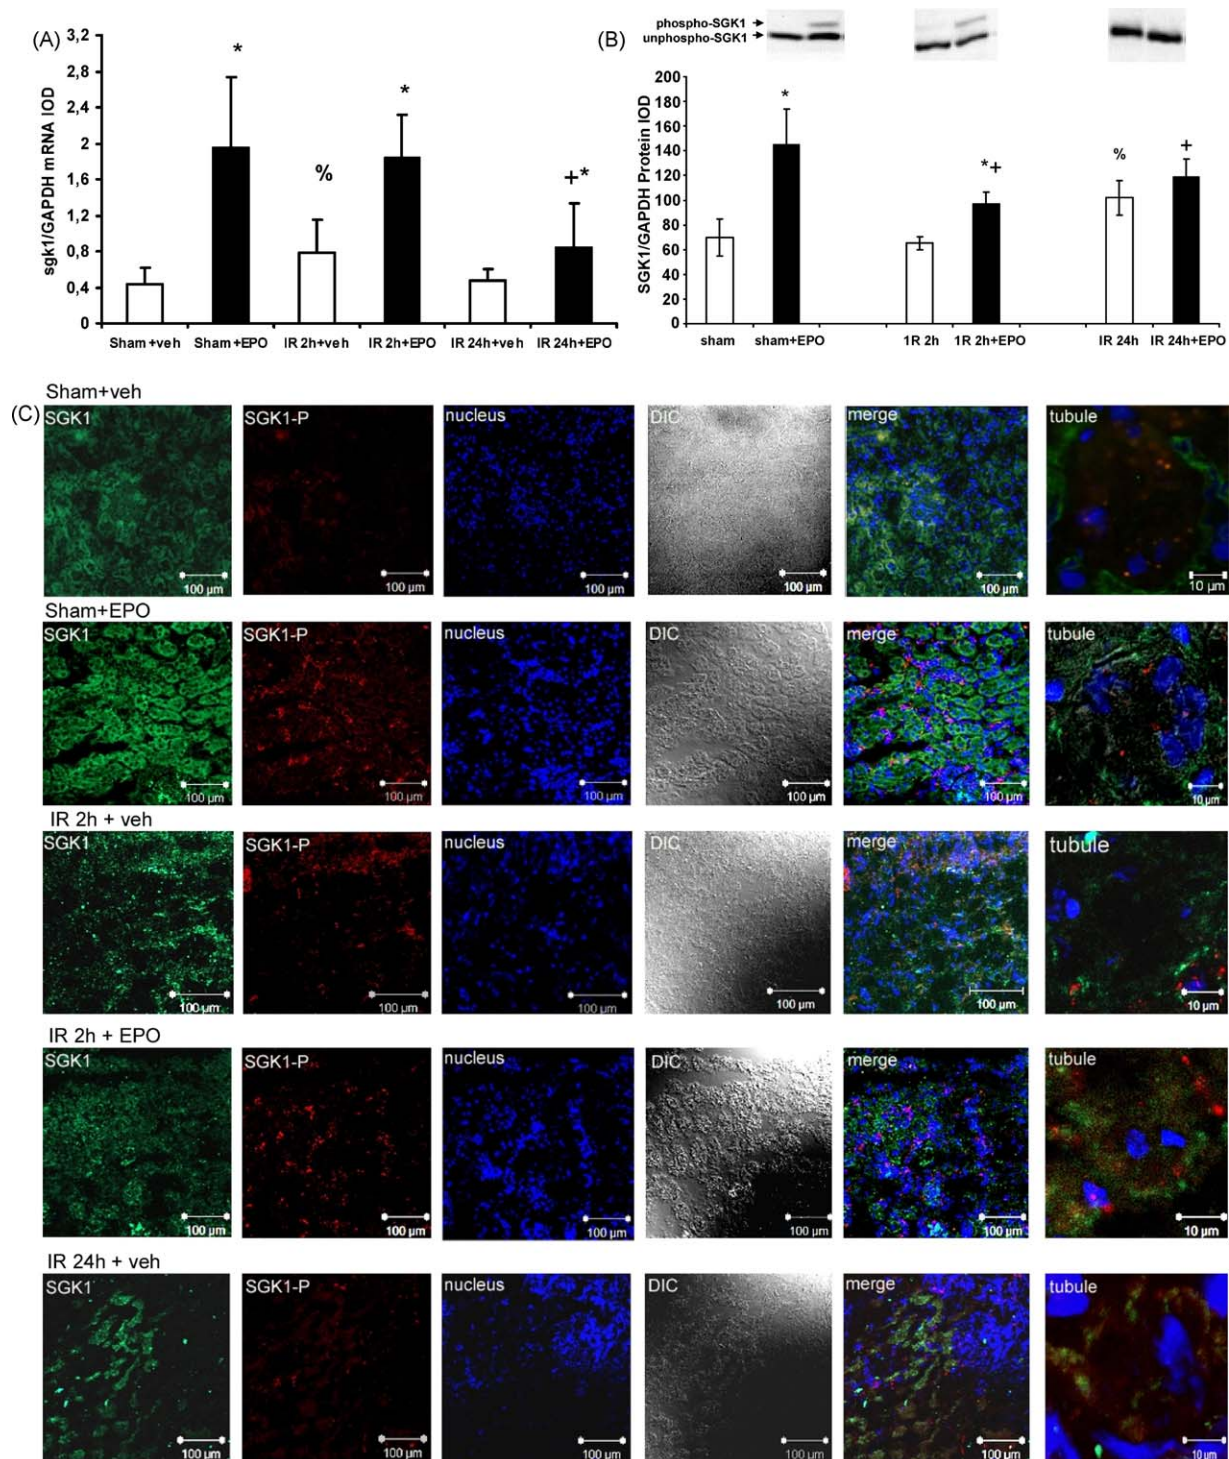 (A)
3,2
2,8
2,4
2
1,6
1,2
0,8
0,4
0
sgk1/GAPDH mRNA IOD
*
%
*
+*
Sham+veh Sham+EPO IR 2h+veh IR 2h+EPO IR 24h+veh IR 24h+EPO
(B)
phospho-SGK1
unphospho-SGK1
200
180
160
140
120
100
80
60
40
20
0
SGK1/GAPDH Protein IOD
*
*+
%
+
sham sham+EPO 1R 2h 1R 2h+EPO IR 24h IR 24h+EPO
(C)
Sham+veh
SGK1 SGK1-P nucleus DIC merge tubule
100 µm 100 µm 100 µm 100 µm 100 µm 10 µm
Sham+EPO
SGK1 SGK1-P nucleus DIC merge tubule
100 µm 100 µm 100 µm 100 µm 100 µm 10 µm
IR 2h + veh
SGK1 SGK1-P nucleus DIC merge tubule
100 µm 100 µm 100 µm 100 µm 100 µm 10 µm
IR 2h + EPO
SGK1 SGK1-P nucleus DIC merge tubule
100 µm 100 µm 100 µm 100 µm 100 µm 10 µm
IR 24h + veh
SGK1 SGK1-P nucleus DIC merge tubule
100 µm 100 µm 100 µm 100 µm 100 µm 10 µm